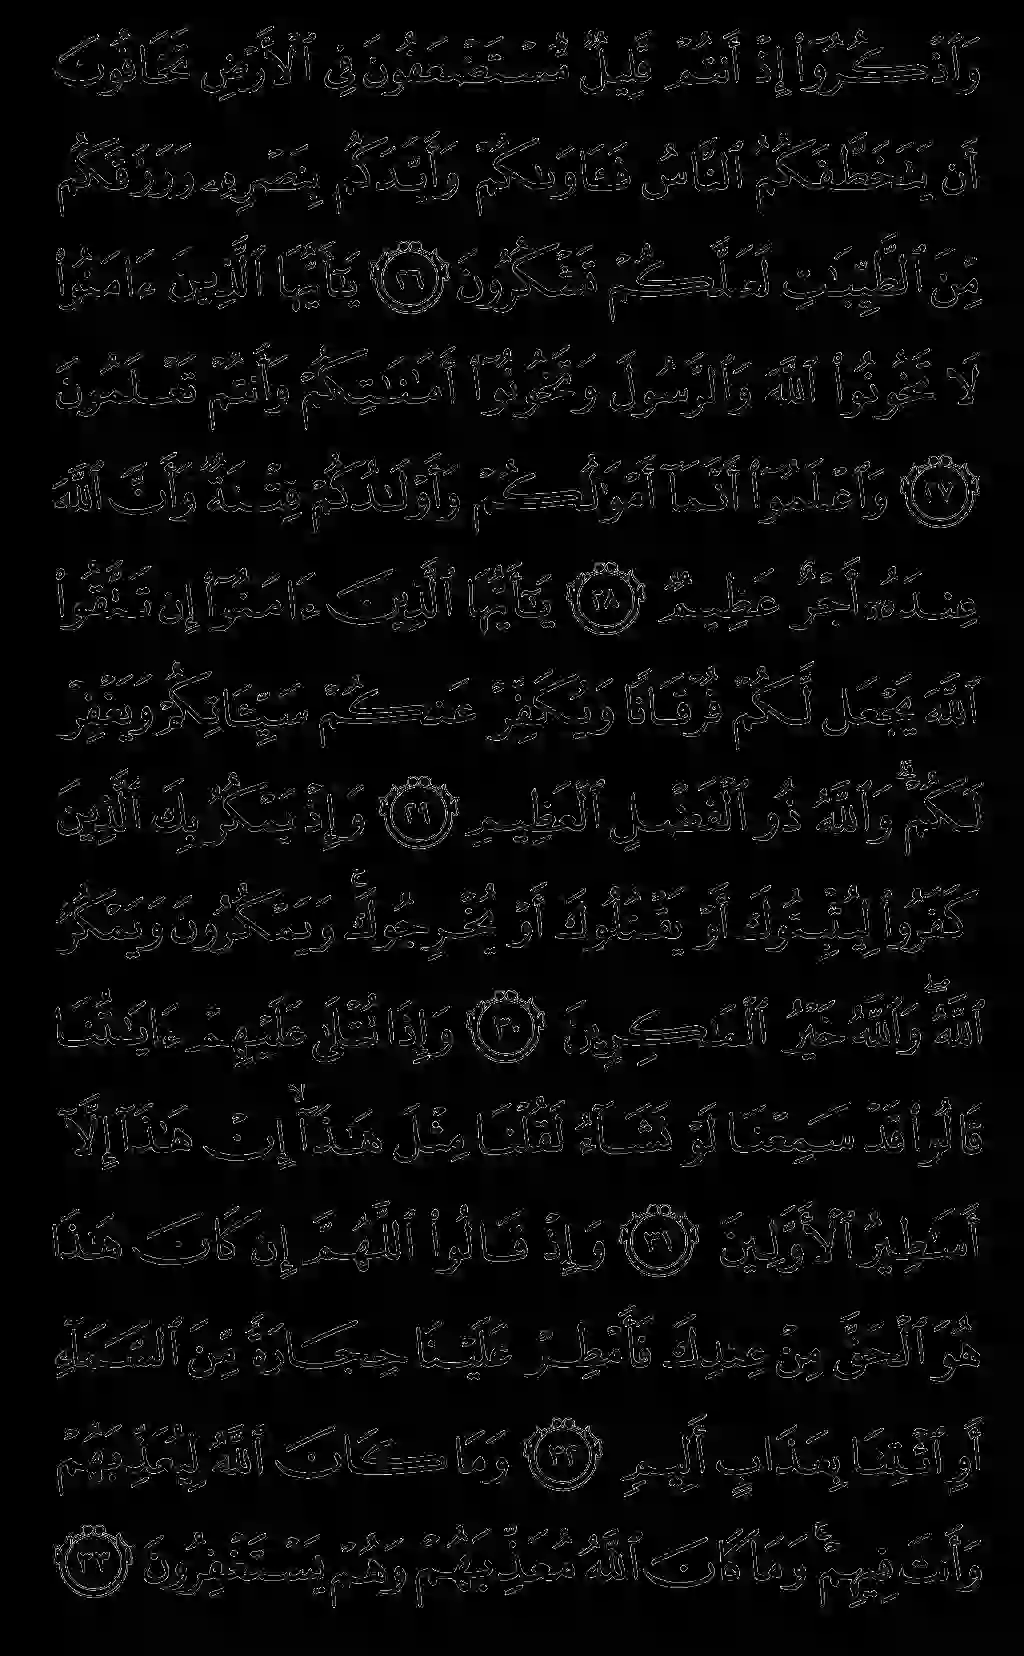 وَٱذْكُرُوٓا۟ إِذْ أَنتُمْ قَلِيلٌ مُّسْتَضْعَفُونَ فِى ٱلْأَرْضِ تَخَافُونَ
أَن يَتَخَطَّفَكُمُ ٱلنَّاسُ فَـَٔاوَىٰكُمْ وَأَيَّدَكُم بِنَصْرِهِۦ وَرَزَقَكُم
مِّنَ ٱلطَّيِّبَـٰتِ لَعَلَّكُمْ تَشْكُرُونَ ٢٦ يَـٰٓأَيُّهَا ٱلَّذِينَ ءَامَنُوا۟
لَا تَخُونُوا۟ ٱللَّهَ وَٱلرَّسُولَ وَتَخُونُوٓا۟ أَمَـٰنَـٰتِكُمْ وَأَنتُمْ تَعْلَمُونَ
٢٧ وَٱعْلَمُوٓا۟ أَنَّمَآ أَمْوَٰلُكُمْ وَأَوْلَـٰدُكُمْ فِتْنَةٌ وَأَنَّ ٱللَّهَ
عِندَهُۥٓ أَجْرٌ عَظِيمٌ ٢٨ يَـٰٓأَيُّهَا ٱلَّذِينَ ءَامَنُوٓا۟ إِن تَتَّقُوا۟
ٱللَّهَ يَجْعَل لَّكُمْ فُرْقَانًا وَيُكَفِّرْ عَنكُمْ سَيِّـَٔاتِكُمْ وَيَغْفِرْ
لَكُمْ ۗ وَٱللَّهُ ذُو ٱلْفَضْلِ ٱلْعَظِيمِ ٢٩ وَإِذْ يَمْكُرُ بِكَ ٱلَّذِينَ
كَفَرُوا۟ لِيُثْبِتُوكَ أَوْ يَقْتُلُوكَ أَوْ يُخْرِجُوكَ ۚ وَيَمْكُرُونَ وَيَمْكُرُ
ٱللَّهُ ۖ وَٱللَّهُ خَيْرُ ٱلْمَـٰكِرِينَ ٣٠ وَإِذَا تُتْلَىٰ عَلَيْهِمْ ءَايَـٰتُنَا
قَالُوا۟ قَدْ سَمِعْنَا لَوْ نَشَآءُ لَقُلْنَا مِثْلَ هَـٰذَآ ۙ إِنْ هَـٰذَآ إِلَّآ
أَسَـٰطِيرُ ٱلْأَوَّلِينَ ٣١ وَإِذْ قَالُوا۟ ٱللَّهُمَّ إِن كَانَ هَـٰذَا
هُوَ ٱلْحَقَّ مِنْ عِندِكَ فَأَمْطِرْ عَلَيْنَا حِجَارَةً مِّنَ ٱلسَّمَآءِ
أَوِ ٱئْتِنَا بِعَذَابٍ أَلِيمٍ ٣٢ وَمَا كَانَ ٱللَّهُ لِيُعَذِّبَهُمْ
وَأَنتَ فِيهِمْ ۚ وَمَا كَانَ ٱللَّهُ مُعَذِّبَهُمْ وَهُمْ يَسْتَغْفِرُونَ ٣٣